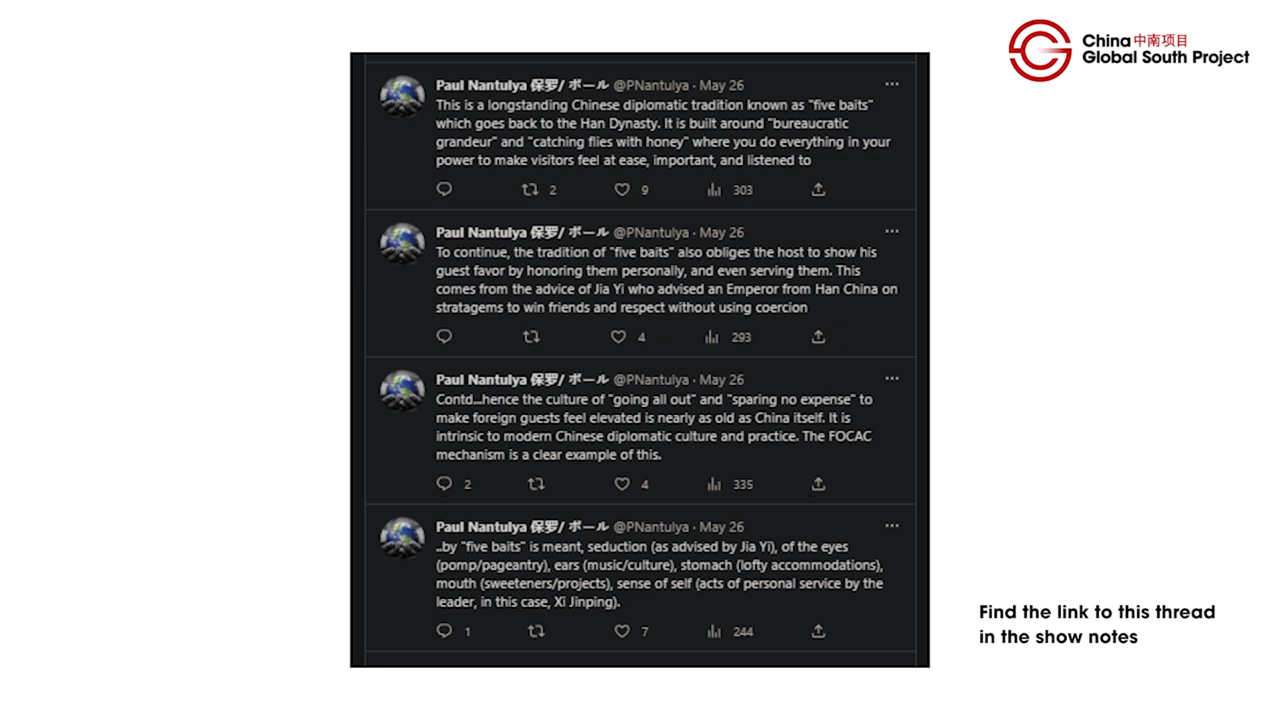 China 中南项目
Global South Project
Paul Nantulya 保罗/ ボール @PNantulya · May 26
This is a longstanding Chinese diplomatic tradition known as "five baits"
which goes back to the Han Dynasty. It is built around "bureaucratic
grandeur" and "catching flies with honey" where you do everything in your
power to make visitors feel at ease, important, and listened to
2 9 303
Paul Nantulya 保罗/ ボール @PNantulya · May 26
To continue, the tradition of "five baits" also obliges the host to show his
guest favor by honoring them personally, and even serving them. This
comes from the advice of Jia Yi who advised an Emperor from Han China on
stratagems to win friends and respect without using coercion
4 293
Paul Nantulya 保罗/ ボール @PNantulya · May 26
Contd...hence the culture of "going all out" and "sparing no expense" to
make foreign guests feel elevated is nearly as old as China itself. It is
intrinsic to modern Chinese diplomatic culture and practice. The FOCAC
mechanism is a clear example of this.
2 4 335
Paul Nantulya 保罗/ ボール @PNantulya · May 26
..by "five baits" is meant, seduction (as advised by Jia Yi), of the eyes
(pomp/pageantry), ears (music/culture), stomach (lofty accommodations),
mouth (sweeteners/projects), sense of self (acts of personal service by the
leader, in this case, Xi Jinping).
1 7 244
Find the link to this thread
in the show notes